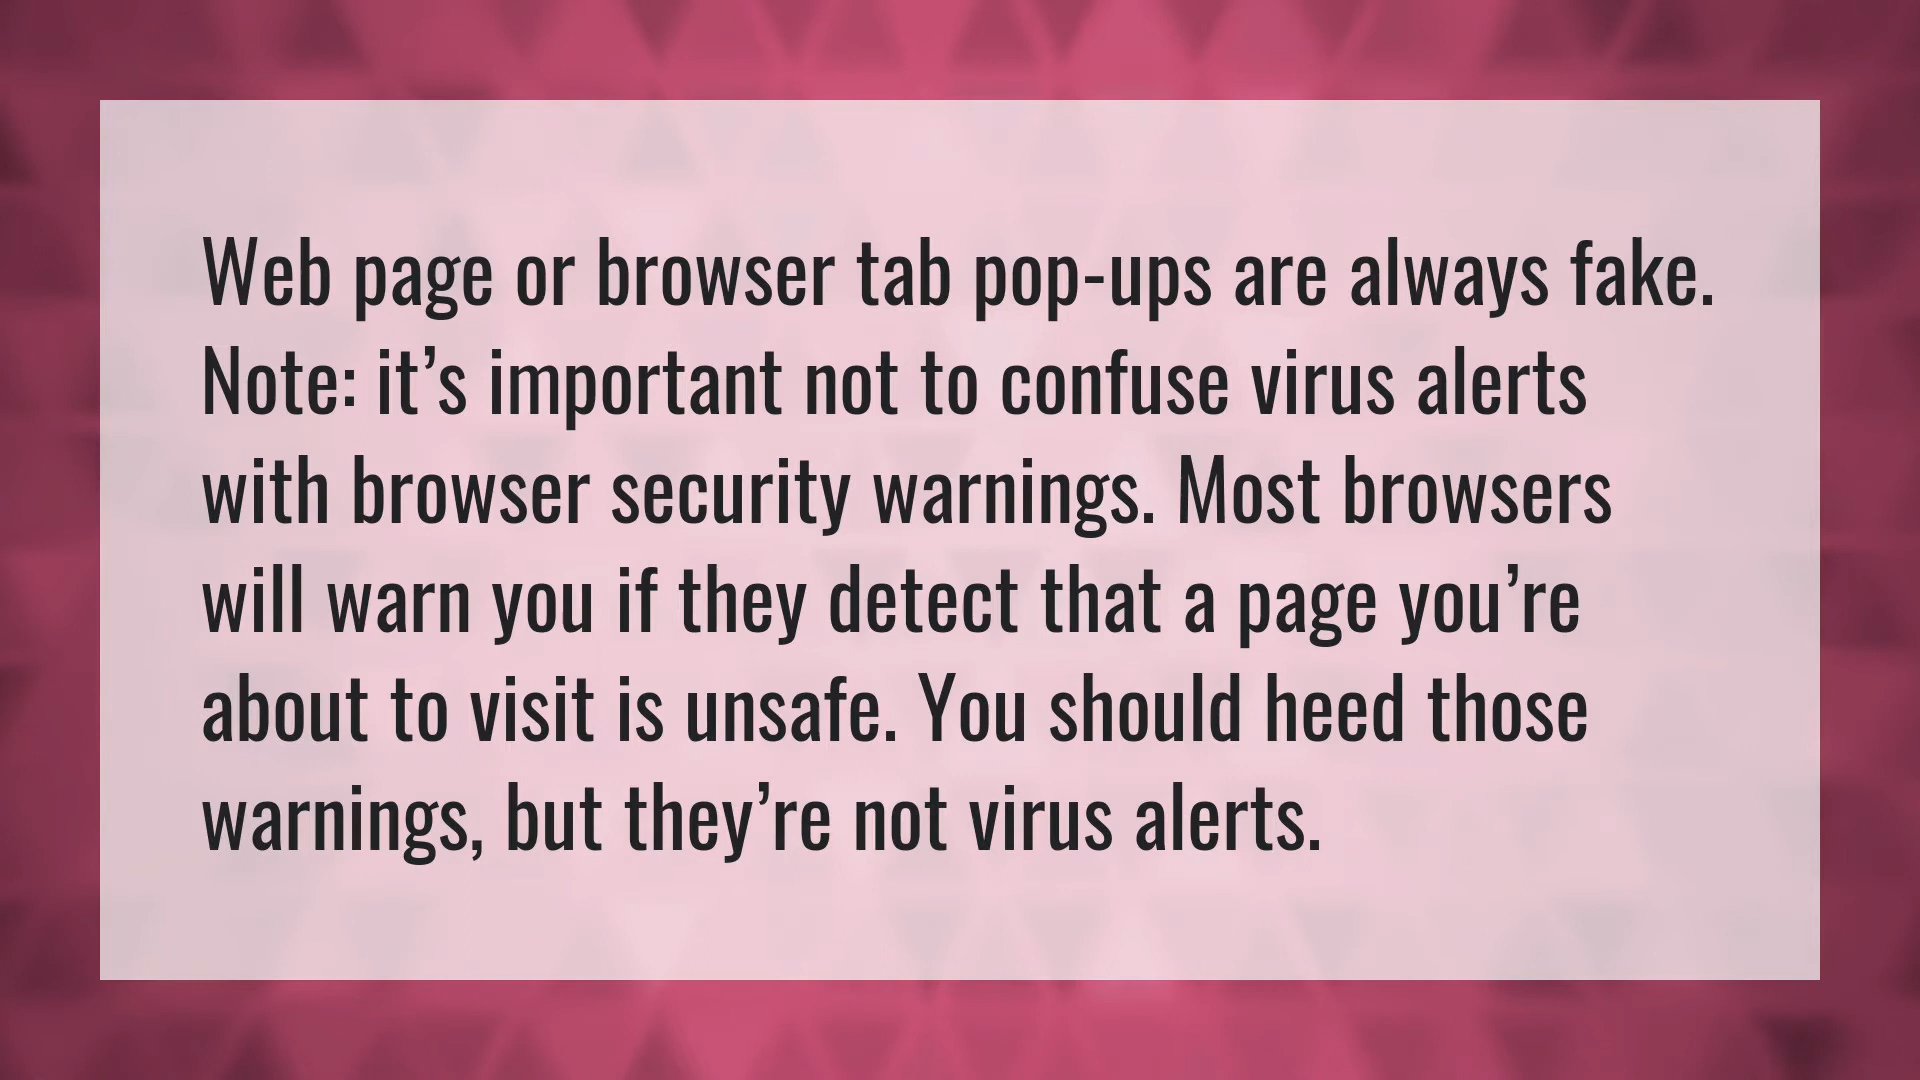 Web page or browser tab pop-ups are always fake.
Note: it’s important not to confuse virus alerts
with browser security warnings. Most browsers
will warn you if they detect that a page you’re
about to visit is unsafe. You should heed those
warnings, but they’re not virus alerts.